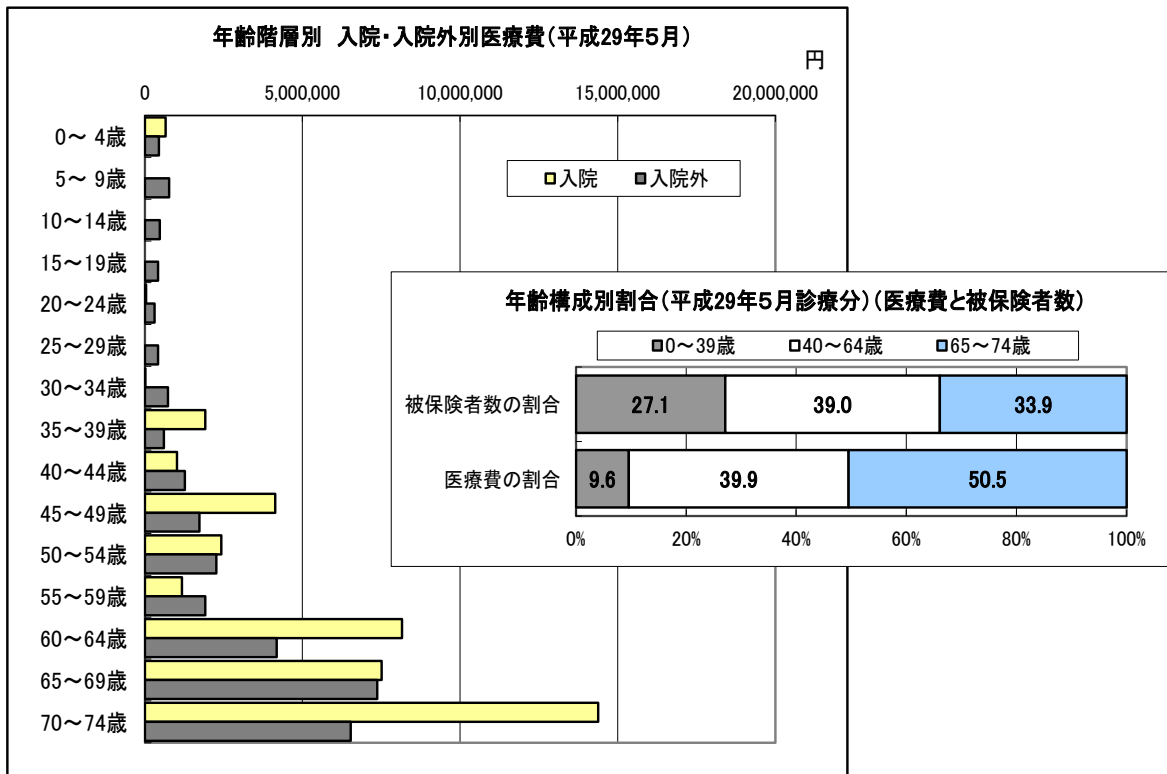 年齢階層別 入院・入院外別医療費(平成29年5月)
円
0 5,000,000 10,000,000 15,000,000 20,000,000
0～ 4歳
5～ 9歳
10～14歳
15～19歳
20～24歳
25～29歳
30～34歳
35～39歳
40～44歳
45～49歳
50～54歳
55～59歳
60～64歳
65～69歳
70～74歳
入院 入院外
年齢構成別割合(平成29年5月診療分)(医療費と被保険者数)
0～39歳 40～64歳 65～74歳
被保険者数の割合 27.1 39.0 33.9
医療費の割合 9.6 39.9 50.5
0% 20% 40% 60% 80% 100%